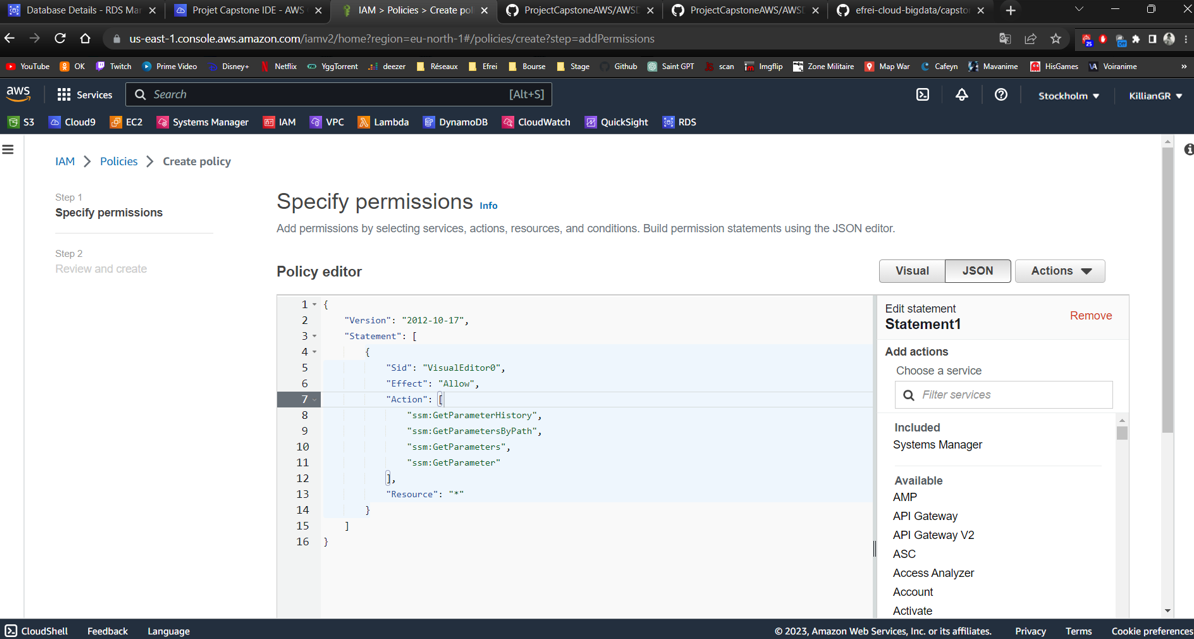 Database Details - RDS Ma
Projet Capstone IDE - AWS
IAM > Policies > Create pol
ProjectCapstoneAWS/AWS
ProjectCapstoneAWS/AWS
efrei-cloud-bigdata/capsto
us-east-1.console.aws.amazon.com/iamv2/home?region=eu-north-1#/policies/create?step=addPermissions
YouTube OK Twitch Prime Video Disney+ Netflix YggTorrent deezer Réseaux Efrei Bourse Stage Github Saint GPT scan Imgflip Zone Militaire Map War Cafeyn Mavanime HisGames Voiranime »
aws Services Search [Alt+S] Stockholm KillianGR
S3 Cloud9 EC2 Systems Manager IAM VPC Lambda DynamoDB CloudWatch QuickSight RDS
IAM > Policies > Create policy
Step 1
Specify permissions
Step 2
Review and create
Specify permissions Info
Add permissions by selecting services, actions, resources, and conditions. Build permission statements using the JSON editor.
Policy editor
Visual JSON Actions
1 {
2 "Version": "2012-10-17",
3 "Statement": [
4 {
5 "Sid": "VisualEditor0",
6 "Effect": "Allow",
7 "Action": [
8 "ssm:GetParameterHistory",
9 "ssm:GetParametersByPath",
10 "ssm:GetParameters",
11 "ssm:GetParameter"
12 ],
13 "Resource": "*"
14 }
15 ]
16 }
Edit statement
Statement1
Remove
Add actions
Choose a service
Filter services
Included
Systems Manager
Available
AMP
API Gateway
API Gateway V2
ASC
Access Analyzer
Account
Activate
CloudShell Feedback Language © 2023, Amazon Web Services, Inc. or its affiliates. Privacy Terms Cookie preferences